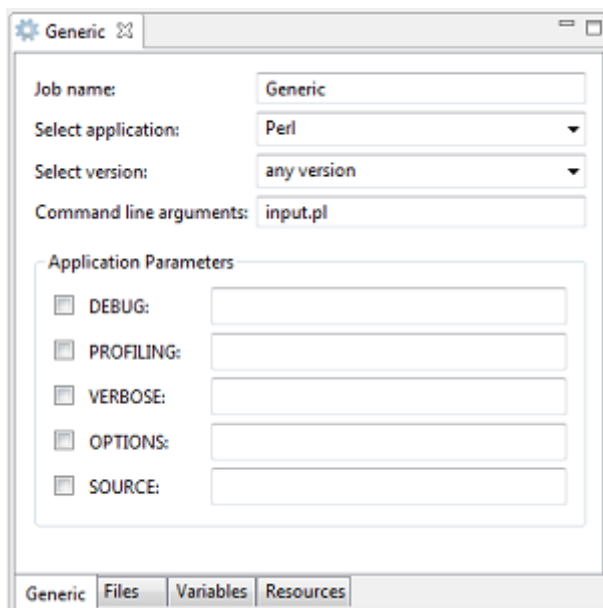 Generic
Job name: Generic
Select application: Perl
Select version: any version
Command line arguments: input.pl
Application Parameters
DEBUG:
PROFILING:
VERBOSE:
OPTIONS:
SOURCE:
Generic Files Variables Resources